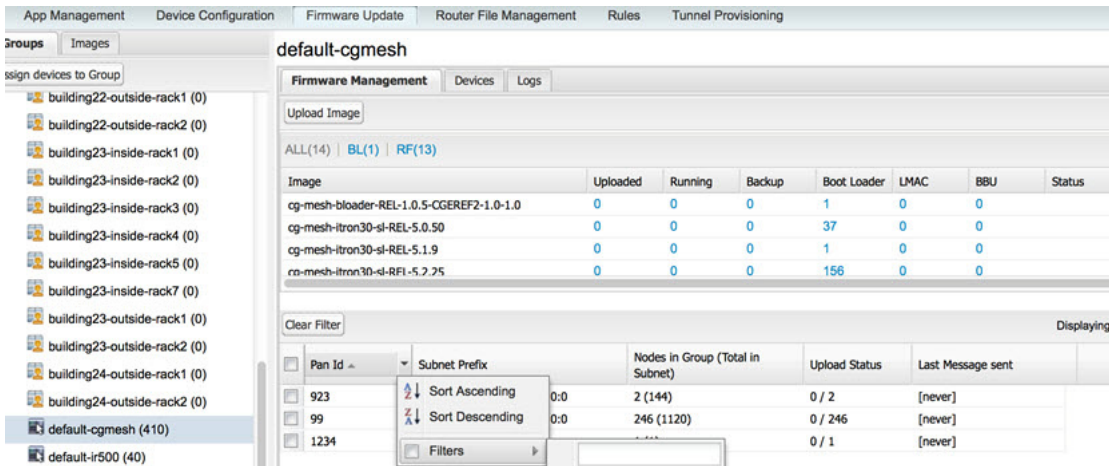 App Management Device Configuration Firmware Update Router File Management Rules Tunnel Provisioning
Groups Images
ssign devices to Group
building22-outside-rack1 (0)
building22-outside-rack2 (0)
building23-inside-rack1 (0)
building23-inside-rack2 (0)
building23-inside-rack3 (0)
building23-inside-rack4 (0)
building23-inside-rack5 (0)
building23-inside-rack7 (0)
building23-outside-rack1 (0)
building23-outside-rack2 (0)
building24-outside-rack1 (0)
building24-outside-rack2 (0)
default-cgmesh (410)
default-ir500 (40)
default-cgmesh
Firmware Management Devices Logs
Upload Image
ALL(14) | BL(1) | RF(13)
Image Uploaded Running Backup Boot Loader LMAC BBU Status
cg-mesh-bloader-REL-1.0.5-CGEREF2-1.0-1.0 0 0 0 1 0 0
cg-mesh-itron30-sl-REL-5.0.50 0 0 0 37 0 0
cg-mesh-itron30-sl-REL-5.1.9 0 0 0 1 0 0
cg-mesh-itron30-sl-REL-5.2.25 0 0 0 156 0 0
Clear Filter Displaying
Pan Id Subnet Prefix Nodes in Group (Total in Subnet) Upload Status Last Message sent
923 0:0 2 (144) 0 / 2 [never]
99 0:0 246 (1120) 0 / 246 [never]
1234 0 / 1 [never]
Sort Ascending
Sort Descending
Filters